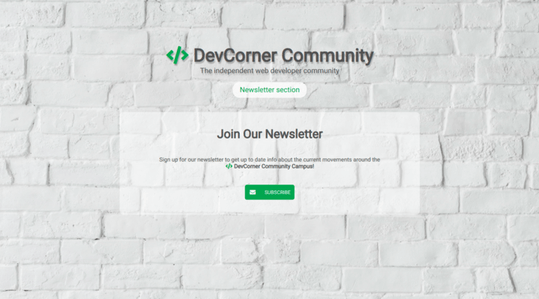 </> DevCorner Community
The independent web developer community
Newsletter section
Join Our Newsletter
Sign up for our newsletter to get up to date info about the current movements around the
</> DevCorner Community Campus!
SUBSCRIBE